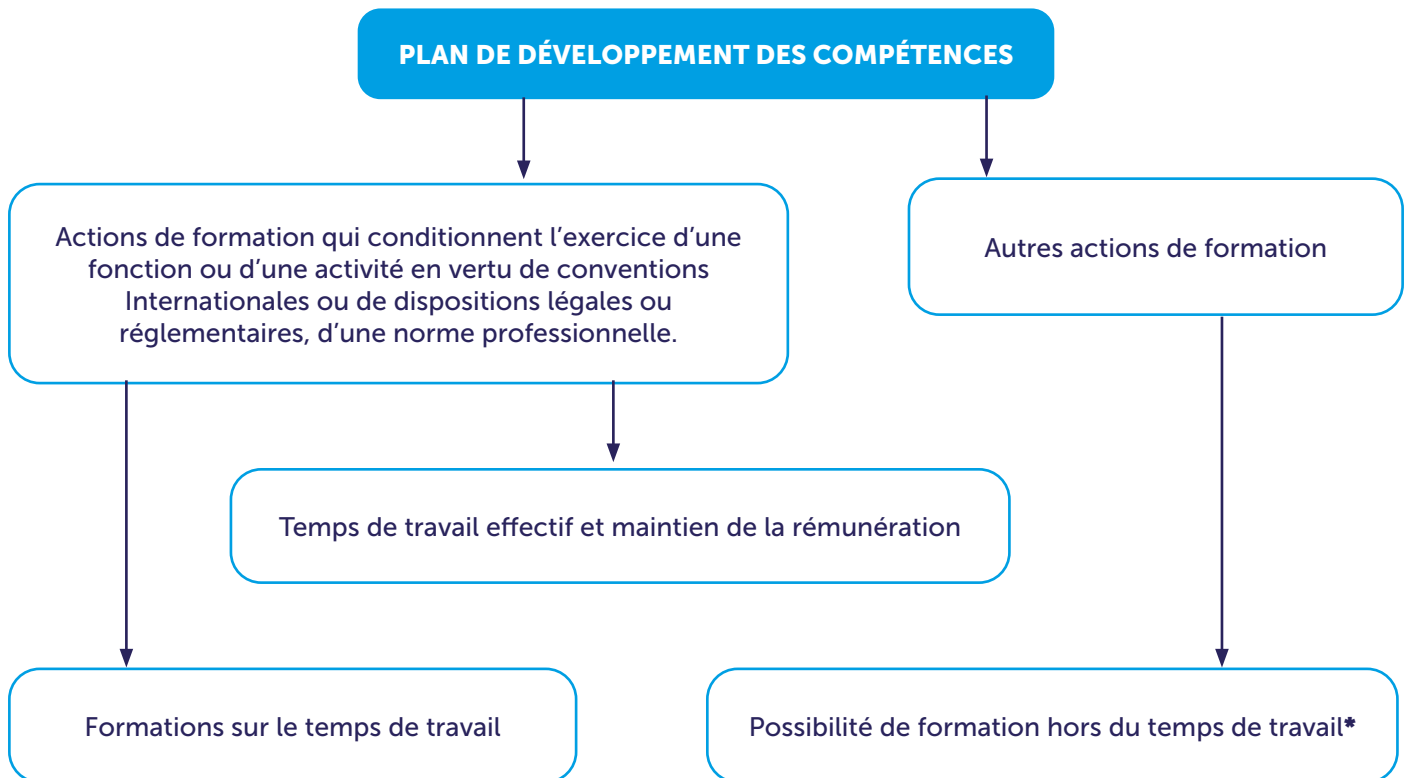 PLAN DE DÉVELOPPEMENT DES COMPÉTENCES
Actions de formation qui conditionnent l’exercice d’une
fonction ou d’une activité en vertu de conventions
Internationales ou de dispositions légales ou
réglementaires, d’une norme professionnelle.
Autres actions de formation
Temps de travail effectif et maintien de la rémunération
Formations sur le temps de travail
Possibilité de formation hors du temps de travail*